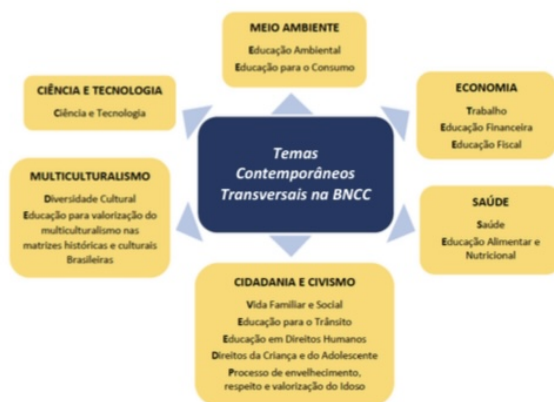 MEIO AMBIENTE
Educação Ambiental
Educação para o Consumo
CIÊNCIA E TECNOLOGIA
Ciência e Tecnologia
ECONOMIA
Trabalho
Educação Financeira
Educação Fiscal
Temas
Contemporâneos
Transversais na BNCC
MULTICULTURALISMO
Diversidade Cultural
Educação para valorização do
multiculturalismo nas
matrizes históricas e culturais
Brasileiras
SAÚDE
Saúde
Educação Alimentar e
Nutricional
CIDADANIA E CIVISMO
Vida Familiar e Social
Educação para o Trânsito
Educação em Direitos Humanos
Direitos da Criança e do Adolescente
Processo de envelhecimento,
respeito e valorização do Idoso